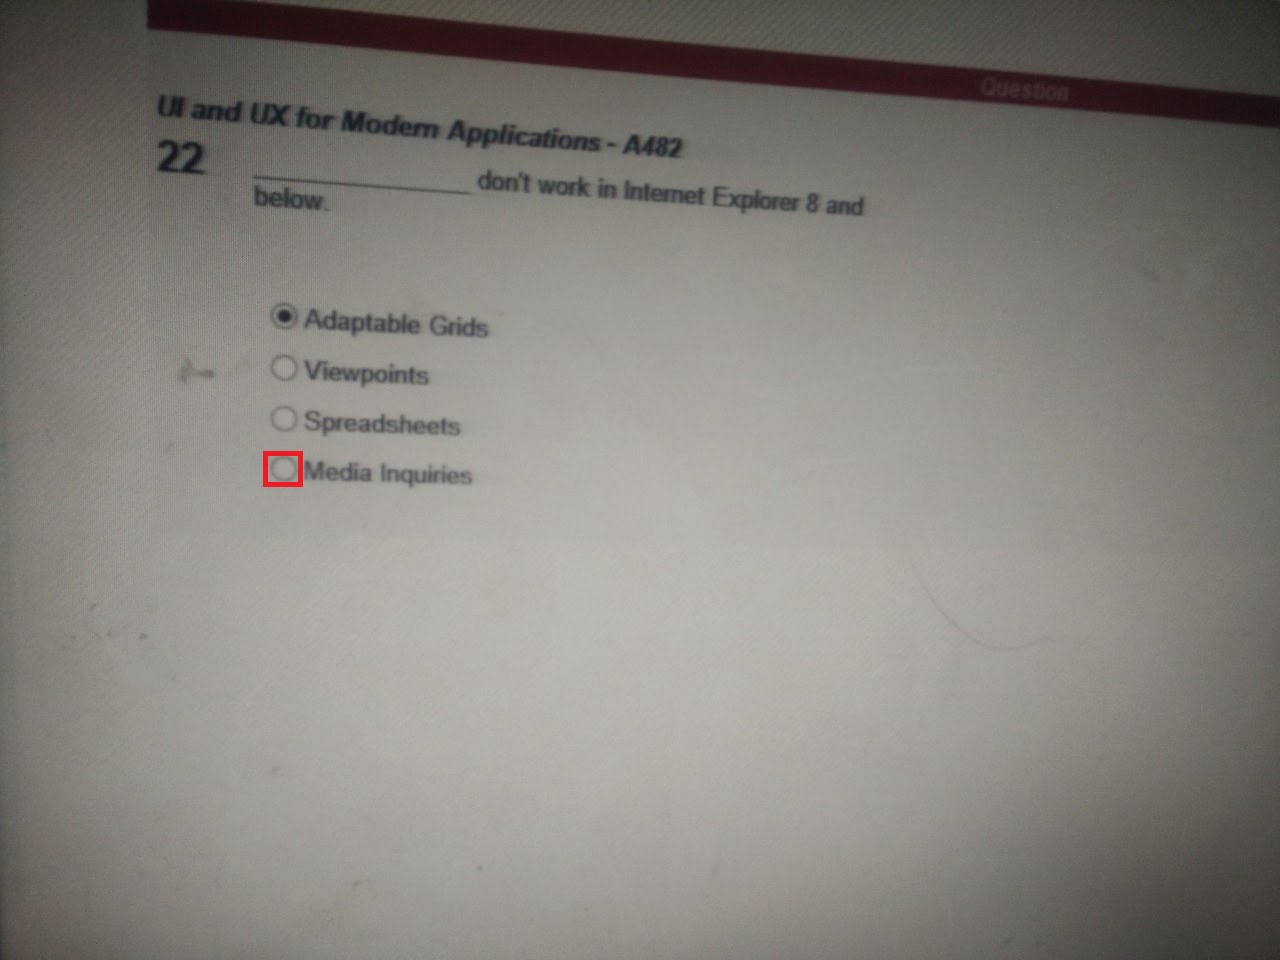 Question
UI and UX for Modern Applications - A482
22
______________ don't work in Internet Explorer 8 and
below.
Adaptable Grids
Viewpoints
Spreadsheets
Media Inquiries